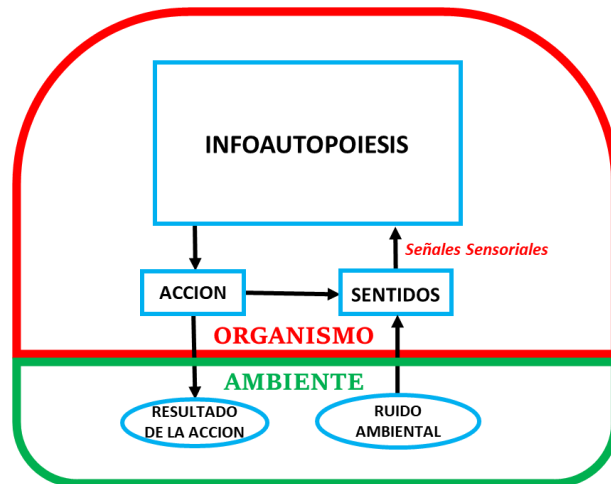 INFOAUTOPOIESIS
Señales Sensoriales
ACCION
SENTIDOS
ORGANISMO
AMBIENTE
RESULTADO
DE LA ACCION
RUIDO
AMBIENTAL